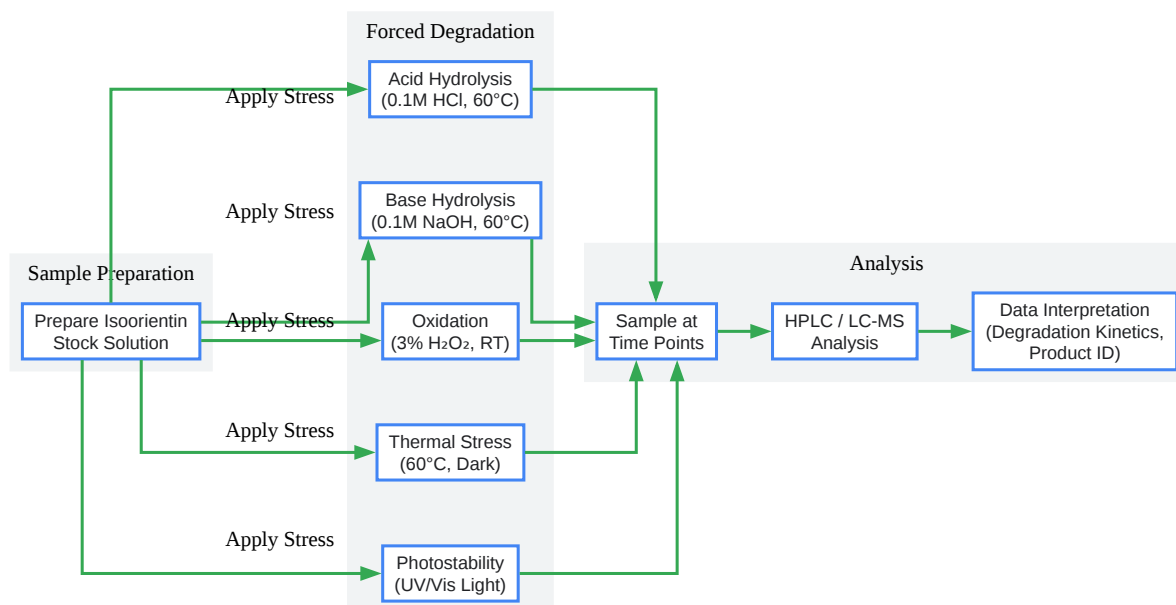 Forced Degradation
Acid Hydrolysis
(0.1M HCl, 60°C)
Apply Stress
Base Hydrolysis
(0.1M NaOH, 60°C)
Apply Stress
Sample Preparation
Analysis
Prepare Isoorientin
Stock Solution
Apply Stress
Oxidation
(3% H₂O₂, RT)
Sample at
Time Points
HPLC / LC-MS
Analysis
Data Interpretation
(Degradation Kinetics,
Product ID)
Apply Stress
Thermal Stress
(60°C, Dark)
Apply Stress
Photostability
(UV/Vis Light)